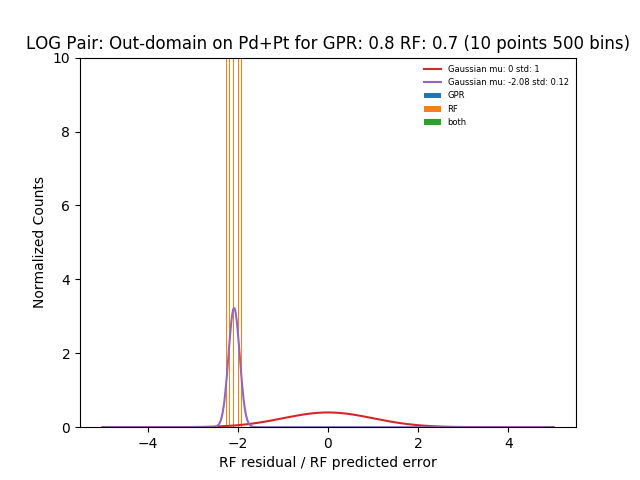 LOG Pair: Out-domain on Pd+Pt for GPR: 0.8 RF: 0.7 (10 points 500 bins)
Gaussian mu: 0 std: 1
Gaussian mu: -2.08 std: 0.12
GPR
RF
both
Normalized Counts
10
8
6
4
2
0
−4
−2
0
2
4
RF residual / RF predicted error